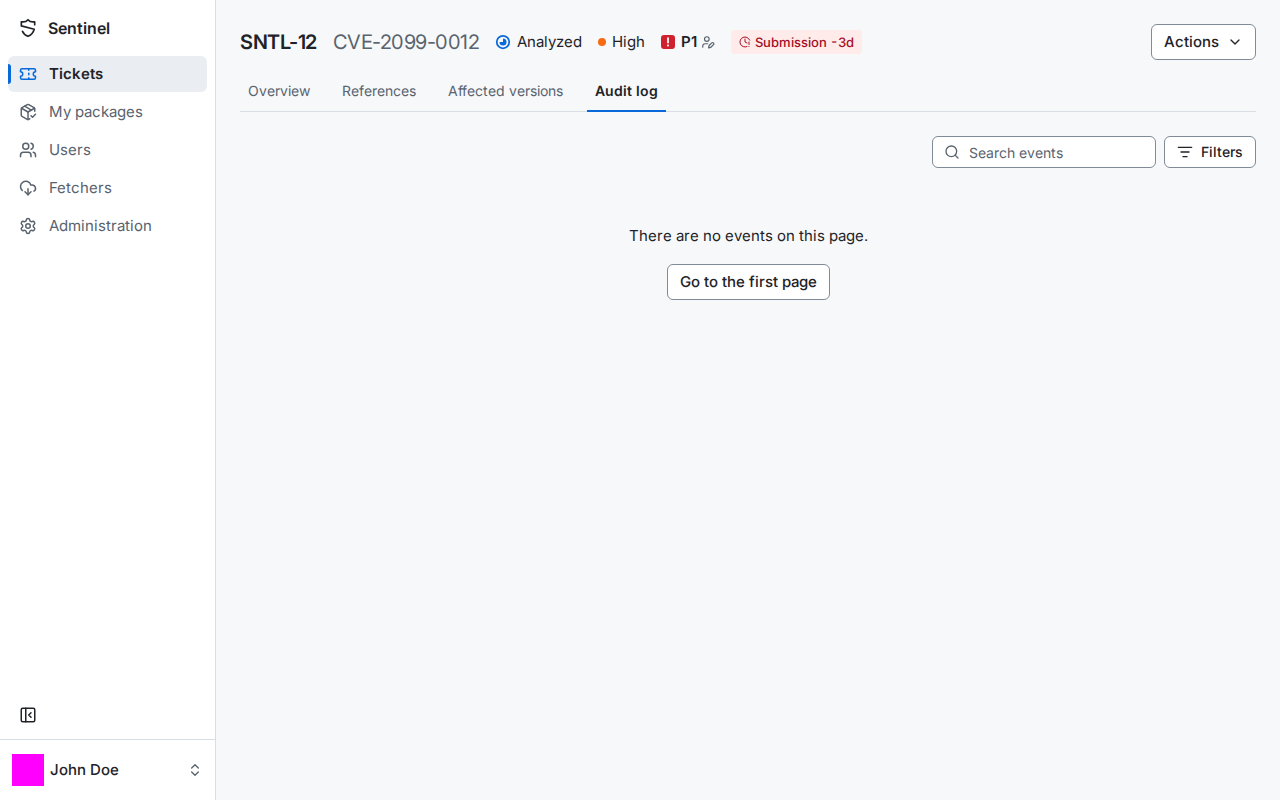 Sentinel
Tickets
My packages
Users
Fetchers
Administration
John Doe
SNTL-12 CVE-2099-0012 Analyzed High P1 Submission -3d
Actions
Overview References Affected versions Audit log
Search events
Filters
There are no events on this page.
Go to the first page